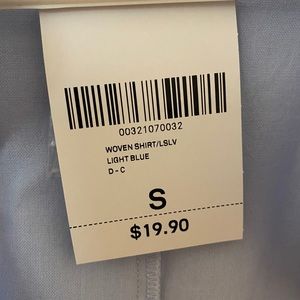 00321070032
WOVEN SHIRT/LSLV
LIGHT BLUE
D - C
S
$19.90